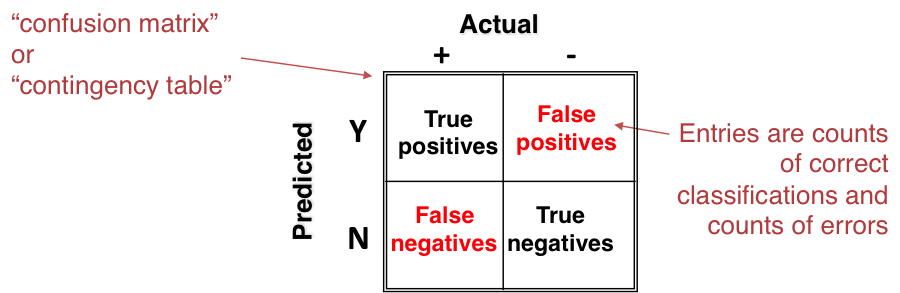 “confusion matrix”
or
“contingency table”
Actual
+ -
Predicted
Y
True
positives
False
positives
N
False
negatives
True
negatives
Entries are counts
of correct
classifications and
counts of errors